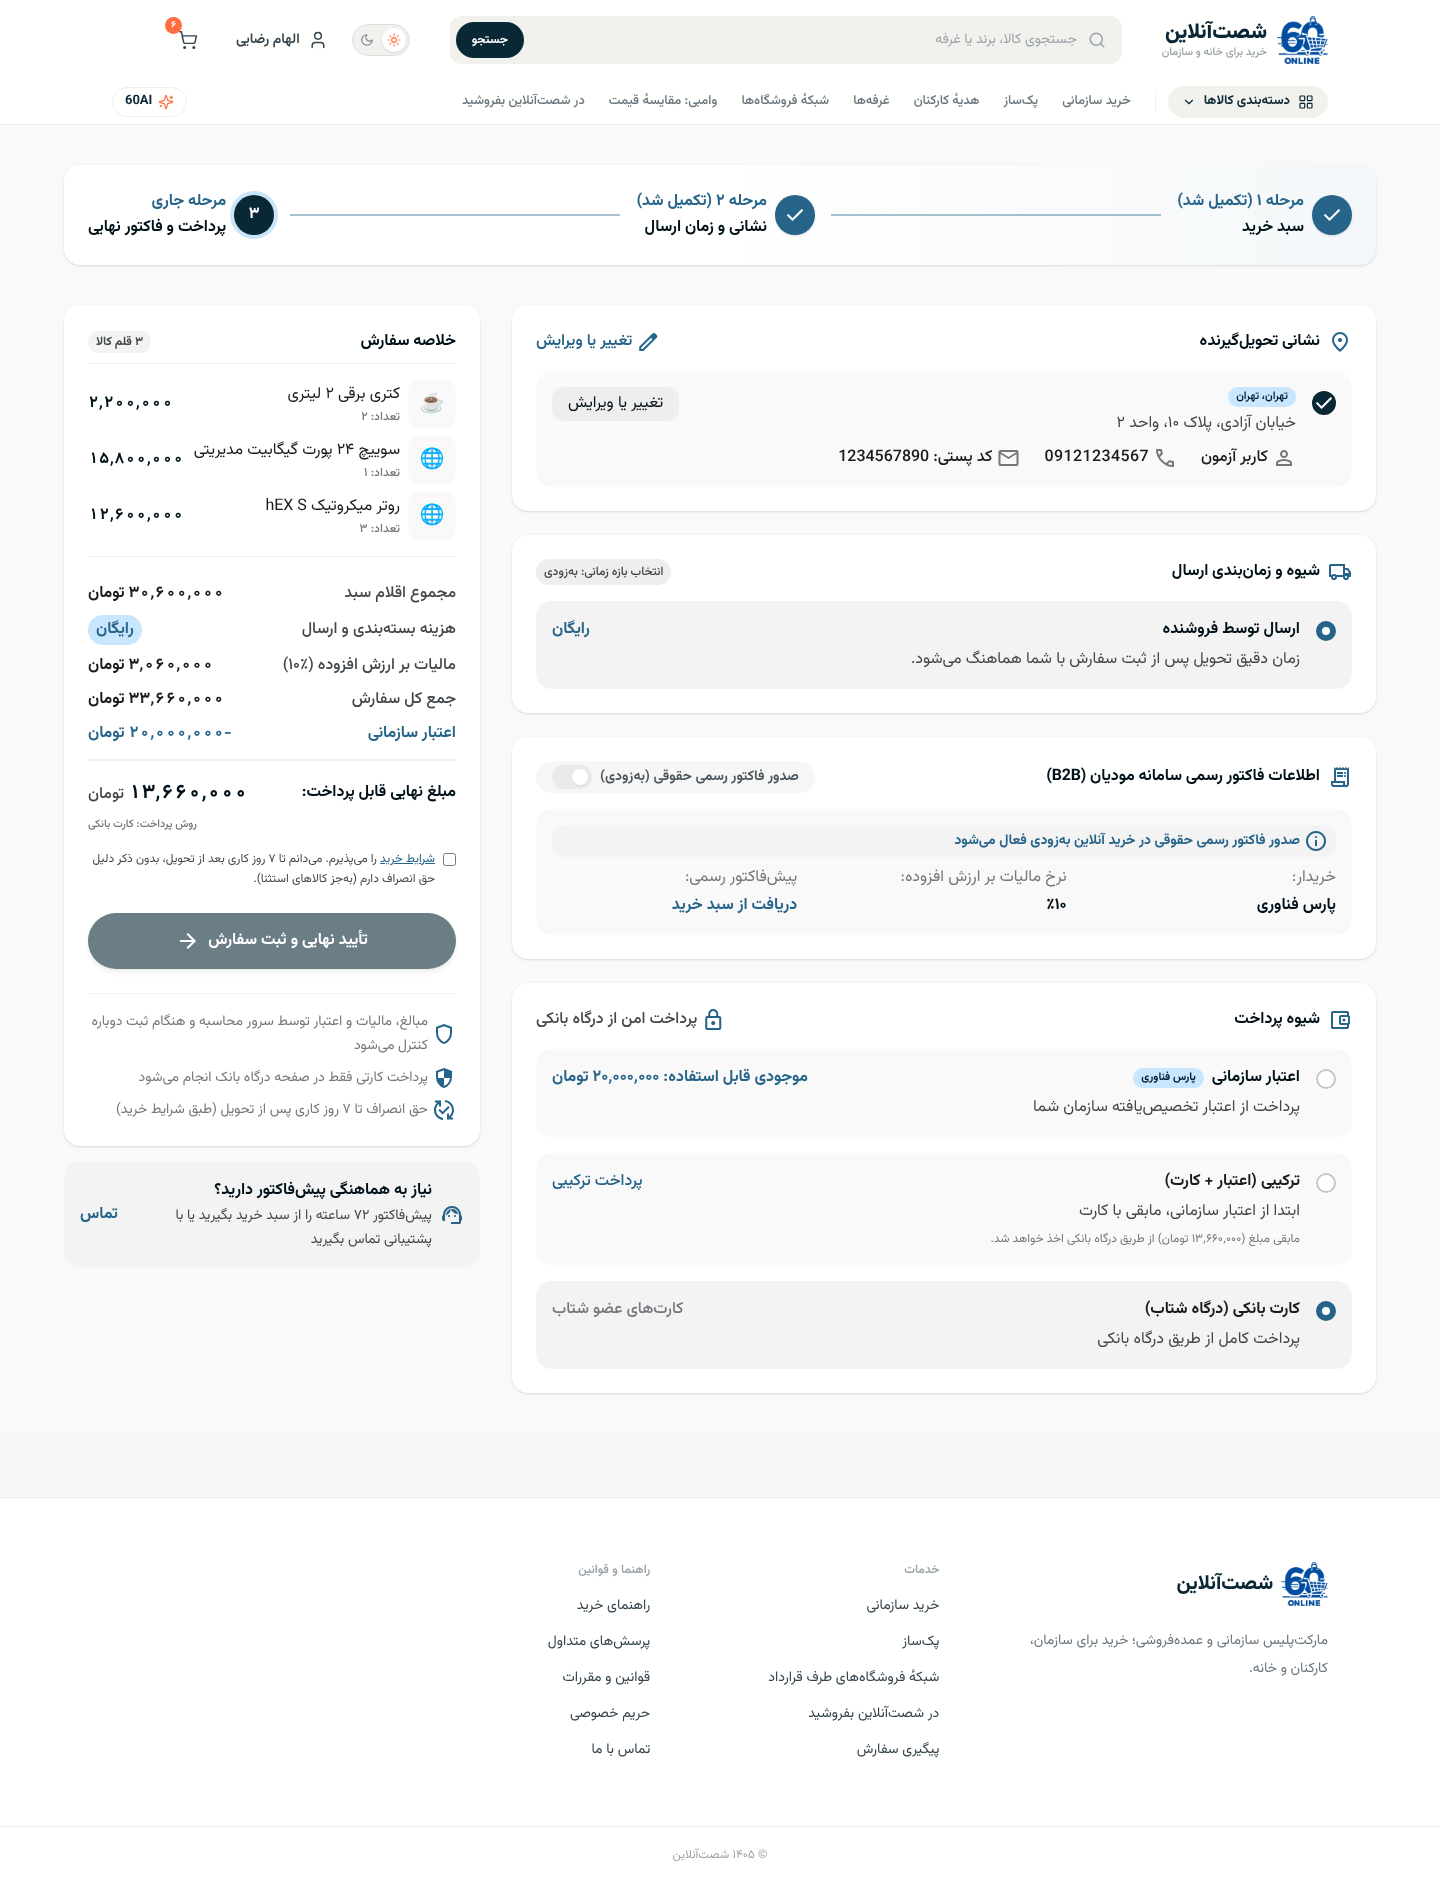 شصت‌آنلاین
خرید برای خانه و سازمان
60 ONLINE
جستجوی کالا، برند یا غرفه
جستجو
الهام رضایی
۶
دسته‌بندی کالاها
خرید سازمانی
پک‌ساز
هدیهٔ کارکنان
غرفه‌ها
شبکهٔ فروشگاه‌ها
وامبی: مقایسهٔ قیمت
در شصت‌آنلاین بفروشید
60AI
مرحله ۱ (تکمیل شد)
سبد خرید
مرحله ۲ (تکمیل شد)
نشانی و زمان ارسال
۳
مرحله جاری
پرداخت و فاکتور نهایی
نشانی تحویل‌گیرنده
تغییر یا ویرایش
تهران، تهران
تغییر یا ویرایش
خیابان آزادی، پلاک ۱۰، واحد ۲
کاربر آزمون
09121234567
کد پستی: 1234567890
شیوه و زمان‌بندی ارسال
انتخاب بازه زمانی: به‌زودی
ارسال توسط فروشنده
رایگان
زمان دقیق تحویل پس از ثبت سفارش با شما هماهنگ می‌شود.
اطلاعات فاکتور رسمی سامانه مودیان (B2B)
صدور فاکتور رسمی حقوقی (به‌زودی)
صدور فاکتور رسمی حقوقی در خرید آنلاین به‌زودی فعال می‌شود
خریدار:
پارس فناوری
نرخ مالیات بر ارزش افزوده:
٪۱۰
پیش‌فاکتور رسمی:
دریافت از سبد خرید
شیوه پرداخت
پرداخت امن از درگاه بانکی
اعتبار سازمانی
پارس فناوری
موجودی قابل استفاده: ۲۰,۰۰۰,۰۰۰ تومان
پرداخت از اعتبار تخصیص‌یافته سازمان شما
ترکیبی (اعتبار + کارت)
پرداخت ترکیبی
ابتدا از اعتبار سازمانی، مابقی با کارت
مابقی مبلغ (۱۳,۶۶۰,۰۰۰ تومان) از طریق درگاه بانکی اخذ خواهد شد.
کارت بانکی (درگاه شتاب)
کارت‌های عضو شتاب
پرداخت کامل از طریق درگاه بانکی
خلاصه سفارش
۳ قلم کالا
کتری برقی ۲ لیتری
تعداد: ۲
۲,۲۰۰,۰۰۰
سوییچ ۲۴ پورت گیگابیت مدیریتی
تعداد: ۱
۱۵,۸۰۰,۰۰۰
روتر میکروتیک hEX S
تعداد: ۳
۱۲,۶۰۰,۰۰۰
مجموع اقلام سبد
۳۰,۶۰۰,۰۰۰ تومان
هزینه بسته‌بندی و ارسال
رایگان
مالیات بر ارزش افزوده (۱۰٪)
۳,۰۶۰,۰۰۰ تومان
جمع کل سفارش
۳۳,۶۶۰,۰۰۰ تومان
اعتبار سازمانی
-۲۰,۰۰۰,۰۰۰ تومان
مبلغ نهایی قابل پرداخت:
۱۳,۶۶۰,۰۰۰ تومان
روش پرداخت: کارت بانکی
شرایط خرید را می‌پذیرم. می‌دانم تا ۷ روز کاری بعد از تحویل، بدون ذکر دلیل
حق انصراف دارم (به‌جز کالاهای استثنا).
تأیید نهایی و ثبت سفارش
مبالغ، مالیات و اعتبار توسط سرور محاسبه و هنگام ثبت دوباره
کنترل می‌شود
پرداخت کارتی فقط در صفحه درگاه بانک انجام می‌شود
حق انصراف تا ۷ روز کاری پس از تحویل (طبق شرایط خرید)
نیاز به هماهنگی پیش‌فاکتور دارید؟
پیش‌فاکتور ۷۲ ساعته را از سبد خرید بگیرید یا با
پشتیبانی تماس بگیرید
تماس
60 ONLINE
شصت‌آنلاین
مارکت‌پلیس سازمانی و عمده‌فروشی؛ خرید برای سازمان،
کارکنان و خانه.
خدمات
خرید سازمانی
پک‌ساز
شبکهٔ فروشگاه‌های طرف قرارداد
در شصت‌آنلاین بفروشید
پیگیری سفارش
راهنما و قوانین
راهنمای خرید
پرسش‌های متداول
قوانین و مقررات
حریم خصوصی
تماس با ما
© ۱۴۰۵ شصت‌آنلاین